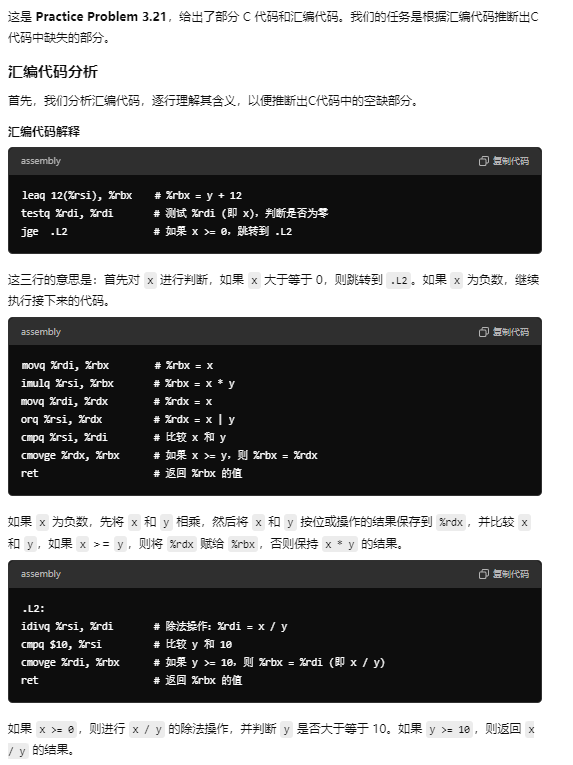 这是 Practice Problem 3.21，给出了部分 C 代码和汇编代码。我们的任务是根据汇编代码推断出C
代码中缺失的部分。
汇编代码分析
首先，我们分析汇编代码，逐行理解其含义，以便推断出C代码中的空缺部分。
汇编代码解释
assembly 复制代码
leaq 12(%rsi), %rbx # %rbx = y + 12
testq %rdi, %rdi # 测试 %rdi (即 x)，判断是否为零
jge .L2 # 如果 x >= 0，跳转到 .L2
这三行的意思是：首先对 x 进行判断，如果 x 大于等于 0，则跳转到 .L2。如果 x 为负数，继续
执行接下来的代码。
assembly 复制代码
movq %rdi, %rbx # %rbx = x
imulq %rsi, %rbx # %rbx = x * y
movq %rdi, %rdx # %rdx = x
orq %rsi, %rdx # %rdx = x | y
cmpq %rsi, %rdi # 比较 x 和 y
cmovge %rdx, %rbx # 如果 x >= y，则 %rbx = %rdx
ret # 返回 %rbx 的值
如果 x 为负数，先将 x 和 y 相乘，然后将 x 和 y 按位或操作的结果保存到 %rdx，并比较 x
和 y，如果 x >= y，则将 %rdx 赋给 %rbx，否则保持 x * y 的结果。
assembly 复制代码
.L2:
idivq %rsi, %rdi # 除法操作：%rdi = x / y
cmpq $10, %rsi # 比较 y 和 10
cmovge %rdi, %rbx # 如果 y >= 10，则 %rbx = %rdi (即 x / y)
ret # 返回 %rbx 的值
如果 x >= 0，则进行 x / y 的除法操作，并判断 y 是否大于等于 10。如果 y >= 10，则返回 x
/ y 的结果。